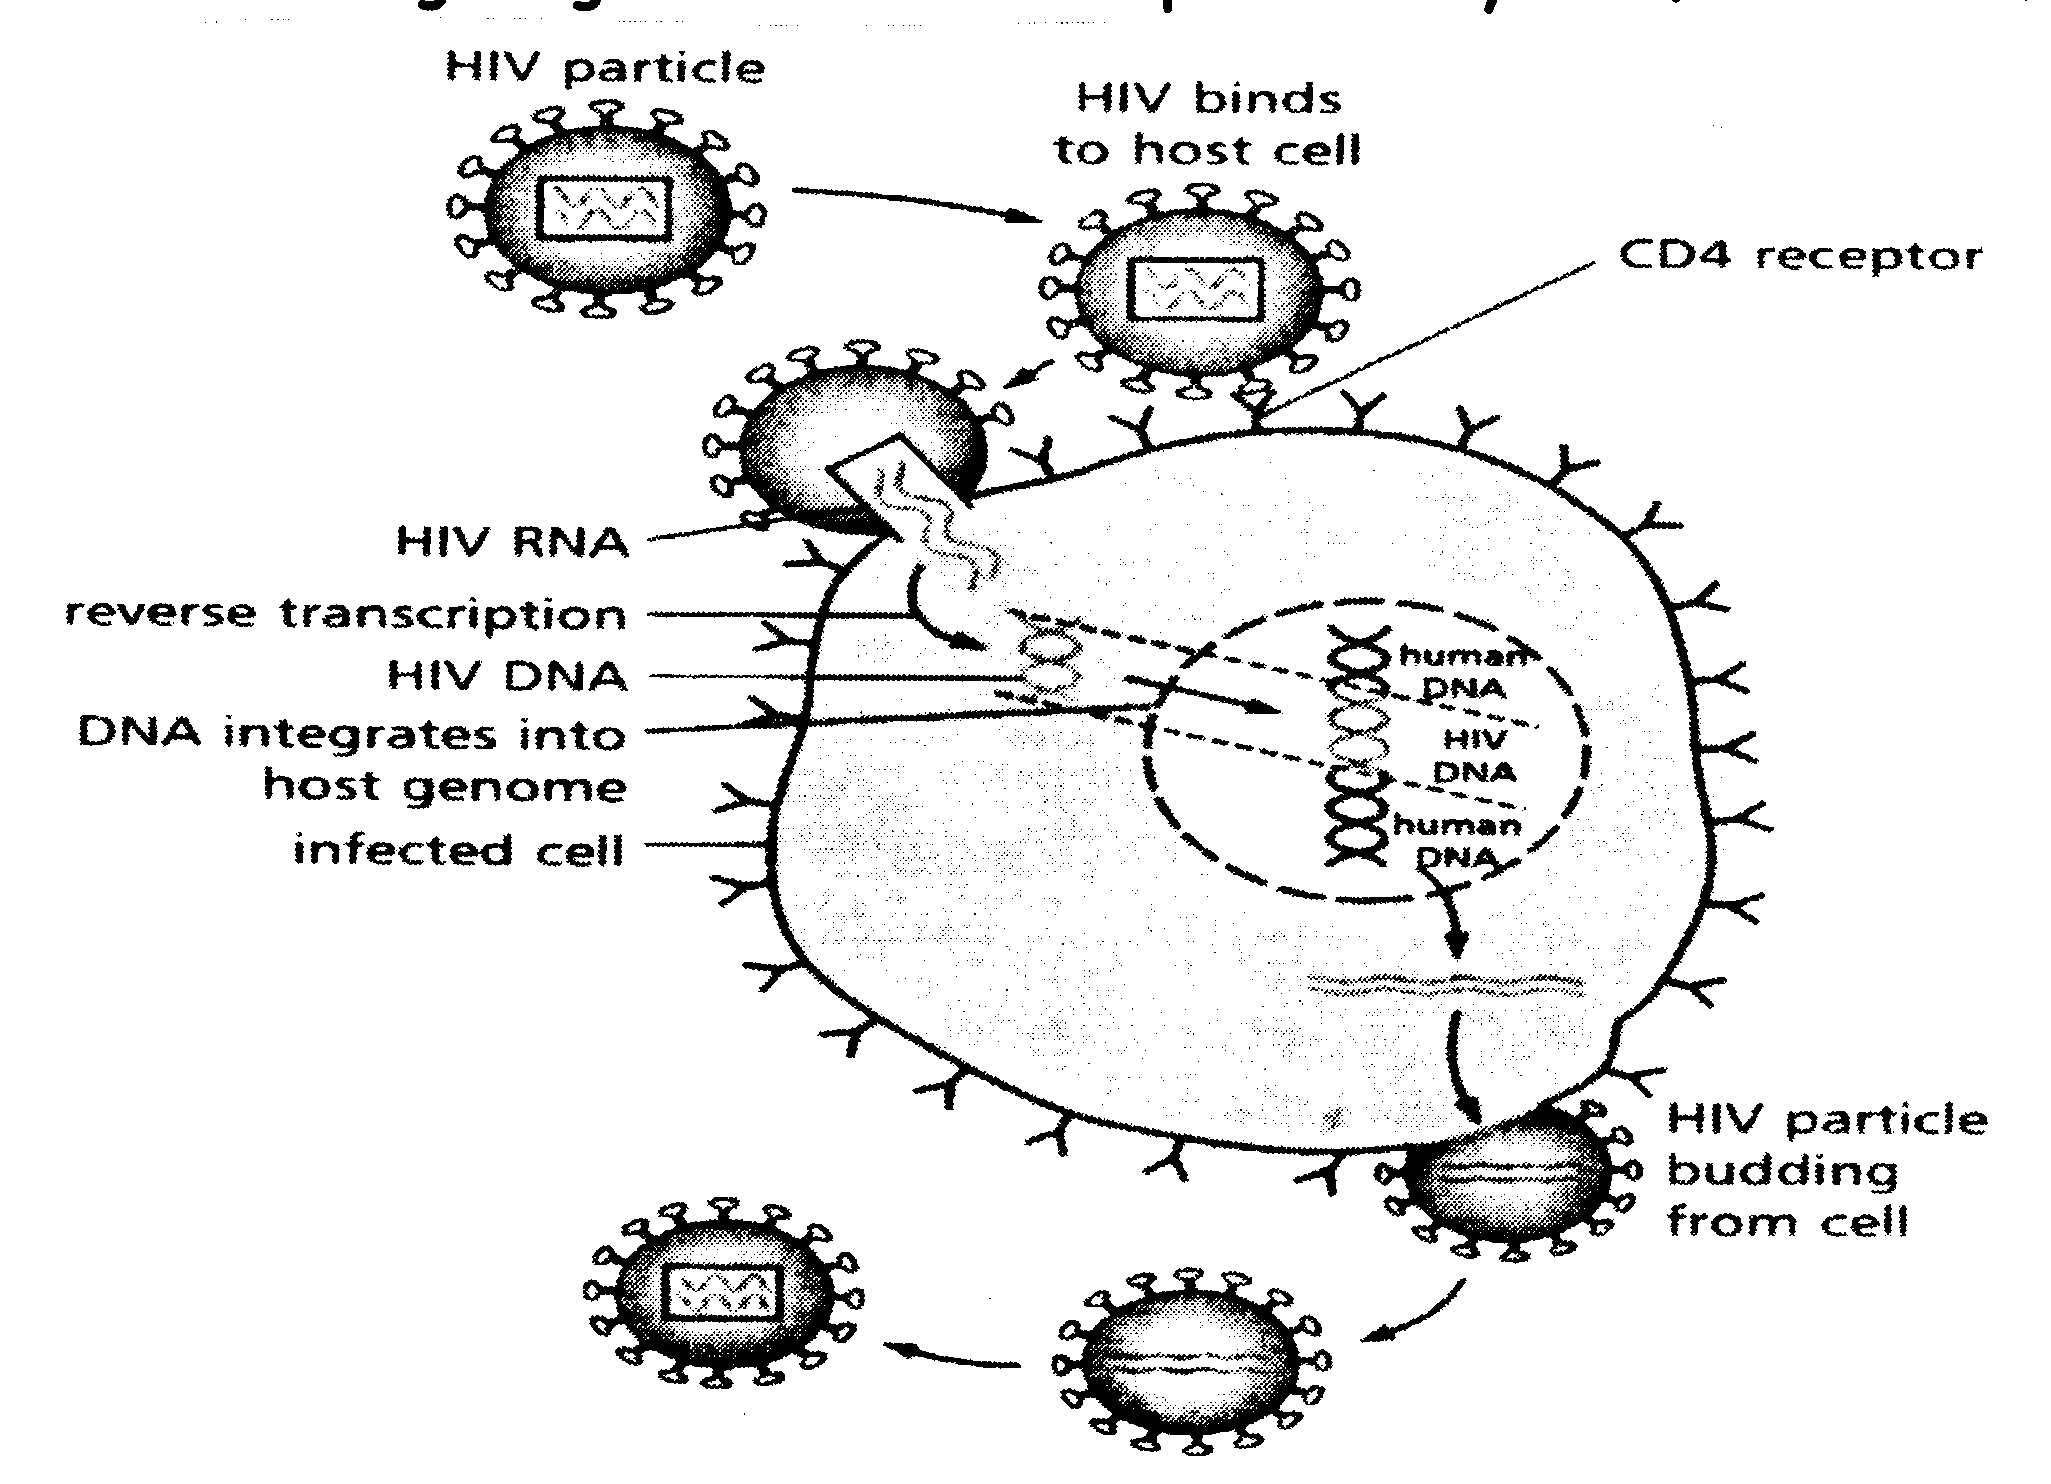 HIV particle
HIV binds
to host cell
CD4 receptor
HIV RNA
reverse transcription
HIV DNA
DNA integrates into
host genome
infected cell
human
DNA
HIV
DNA
human
DNA
HIV particle
budding
from cell